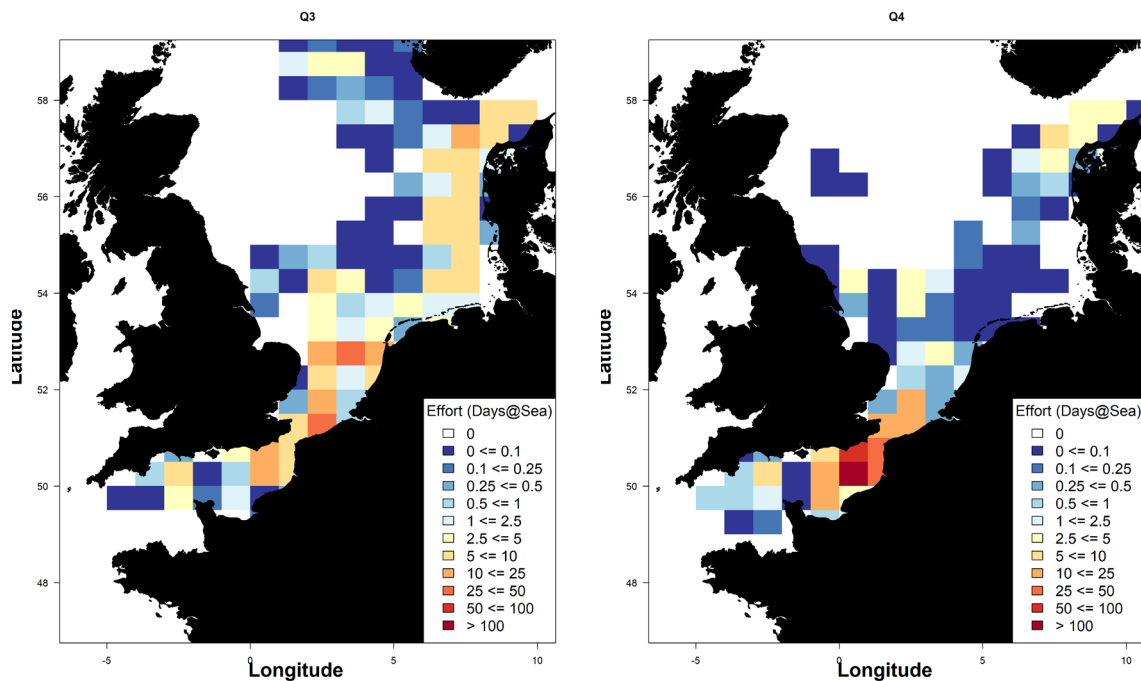 Q3
58
56
54
52
50
48
Latitude
-5
0
5
10
Longitude
Effort (Days@Sea)
0
0 <= 0.1
0.1 <= 0.25
0.25 <= 0.5
0.5 <= 1
1 <= 2.5
2.5 <= 5
5 <= 10
10 <= 25
25 <= 50
50 <= 100
> 100
Q4
58
56
54
52
50
48
Latitude
-5
0
5
10
Longitude
Effort (Days@Sea)
0
0 <= 0.1
0.1 <= 0.25
0.25 <= 0.5
0.5 <= 1
1 <= 2.5
2.5 <= 5
5 <= 10
10 <= 25
25 <= 50
50 <= 100
> 100